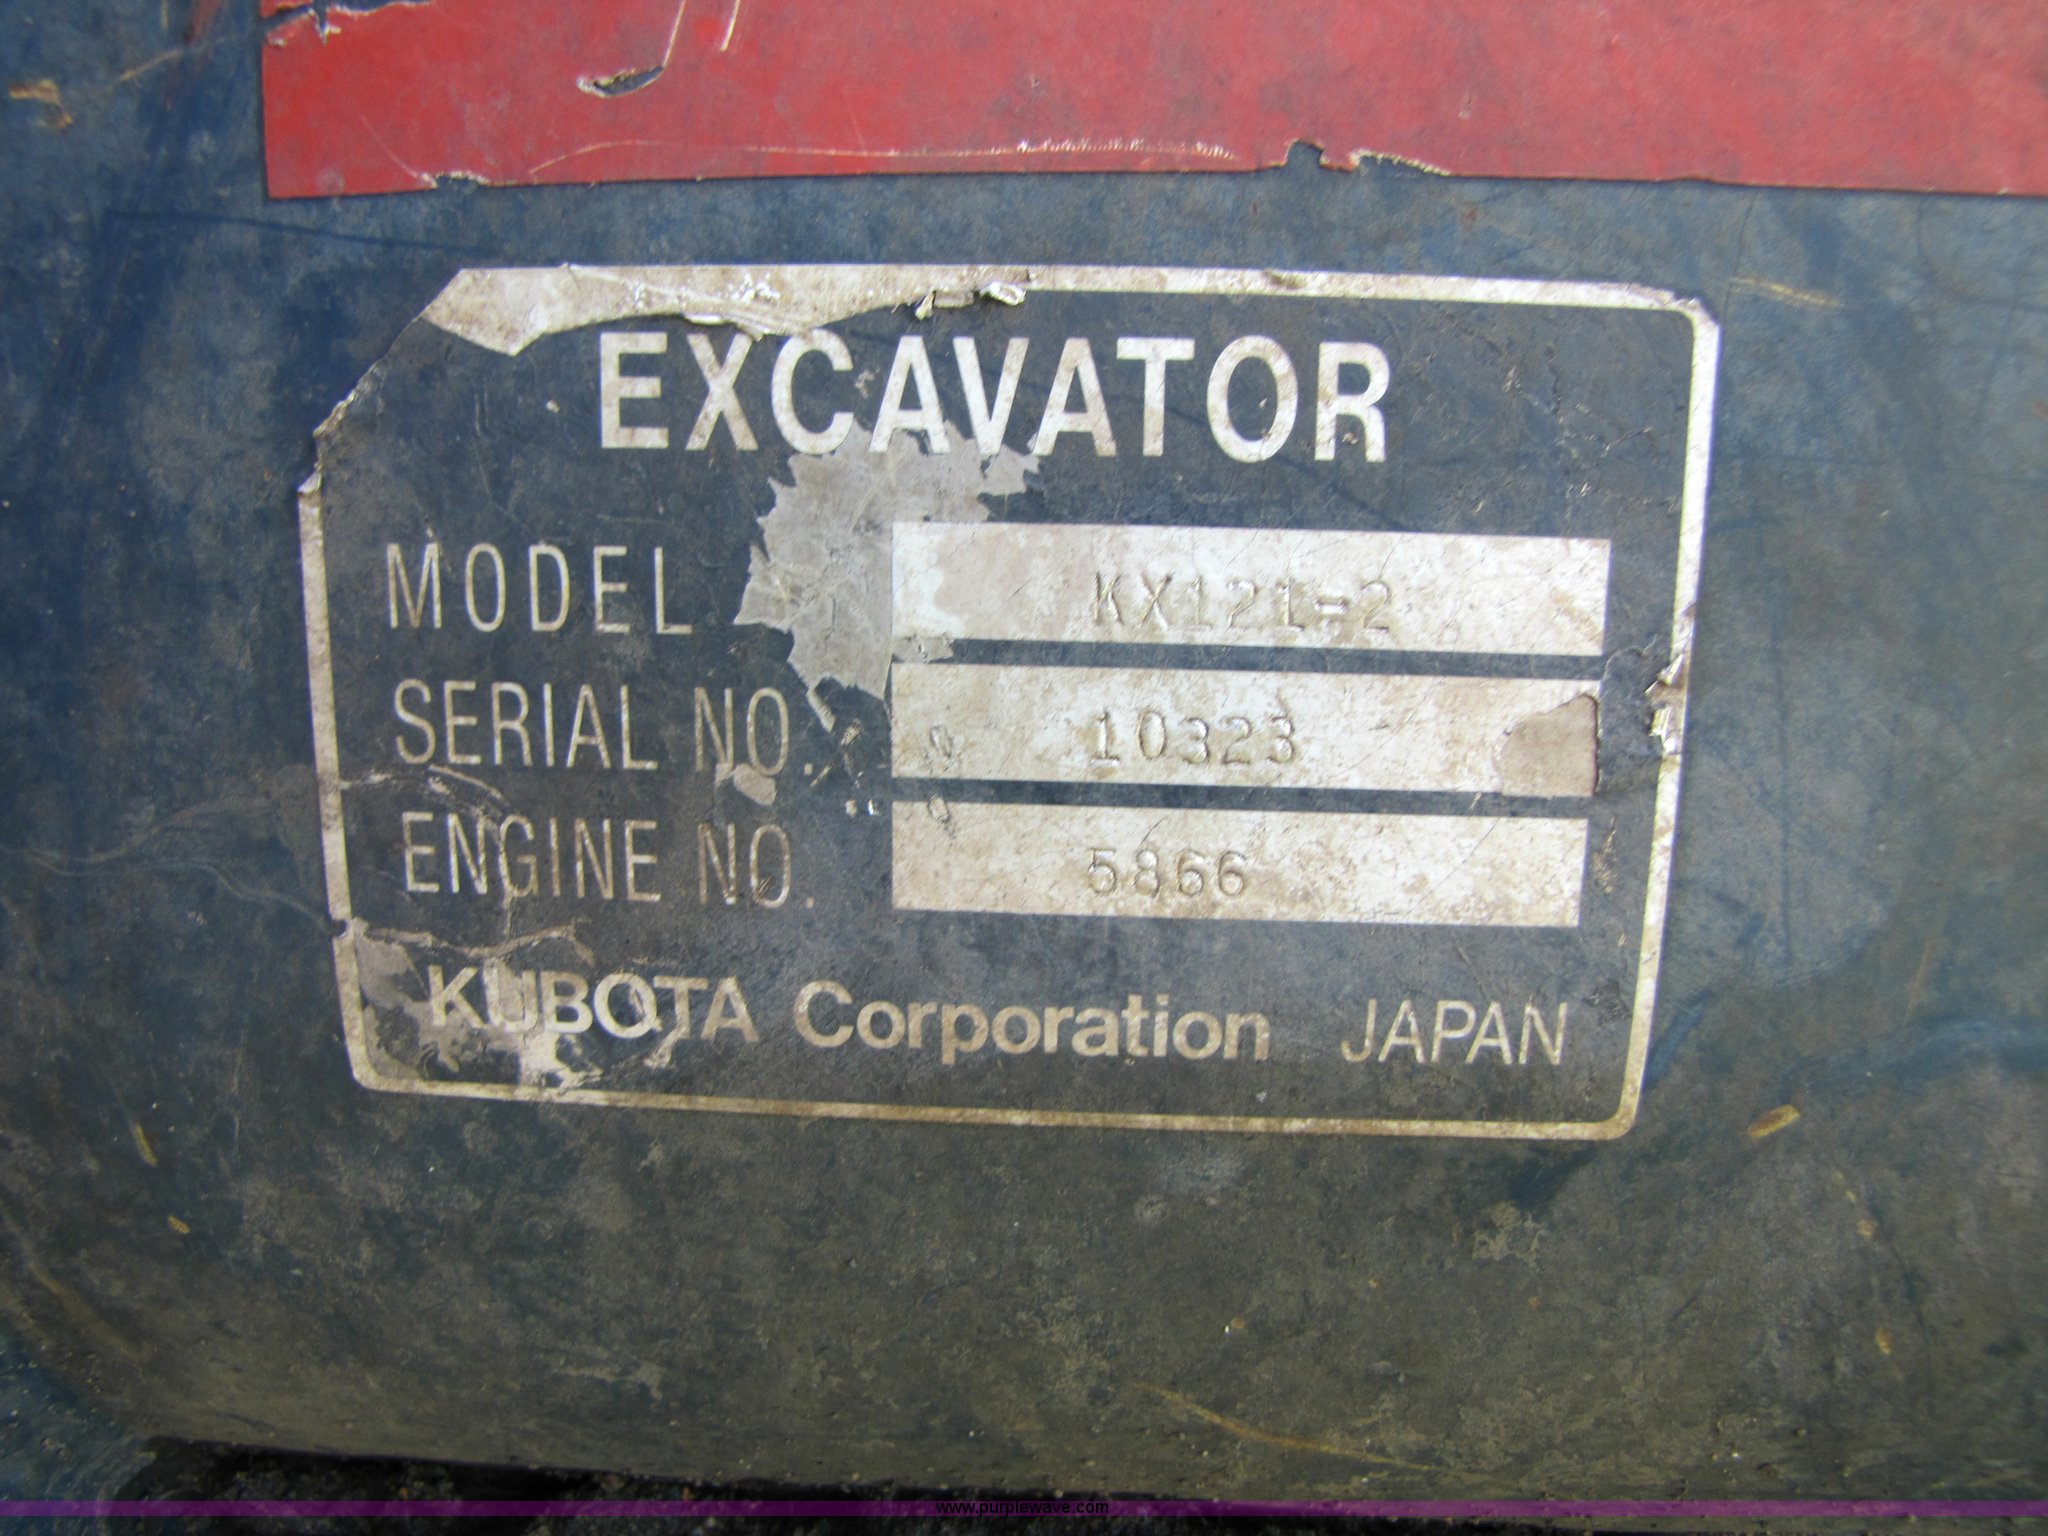 EXCAVATOR
MODEL KX121-2
SERIAL NO. 10323
ENGINE NO. 5866
KUBOTA Corporation JAPAN
www.purplewave.com